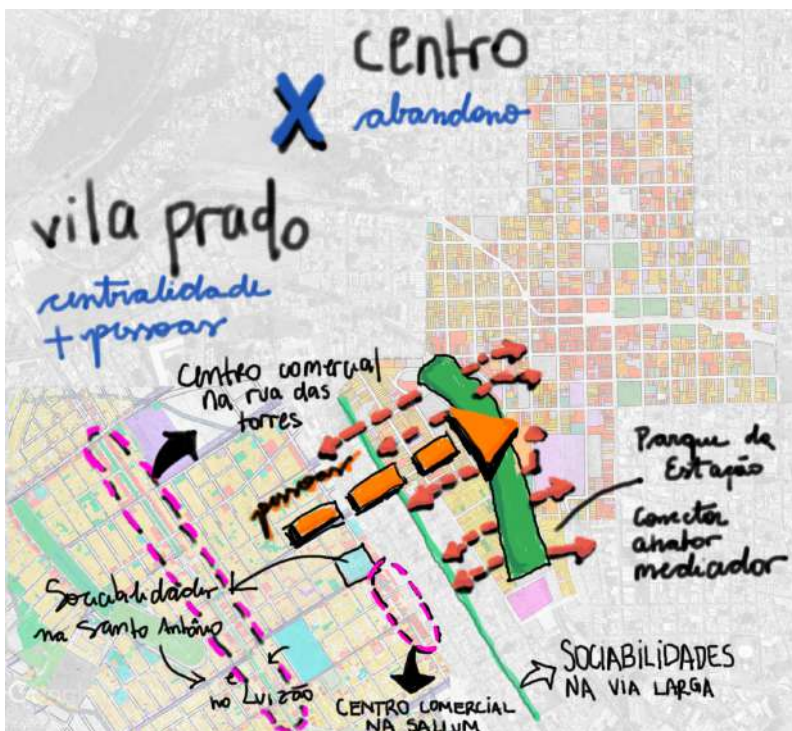 centro
X abandono
vila prado
centralidade
+ pessoas
centro comercial
na rua das
torres
pessoas
Parque da
Estação
Conector
mediador
Sociabilidades
na Santo Antônio
no Luizão
CENTRO COMERCIAL
NA SALLUM
SOCIABILIDADES
NA VIA LARGA